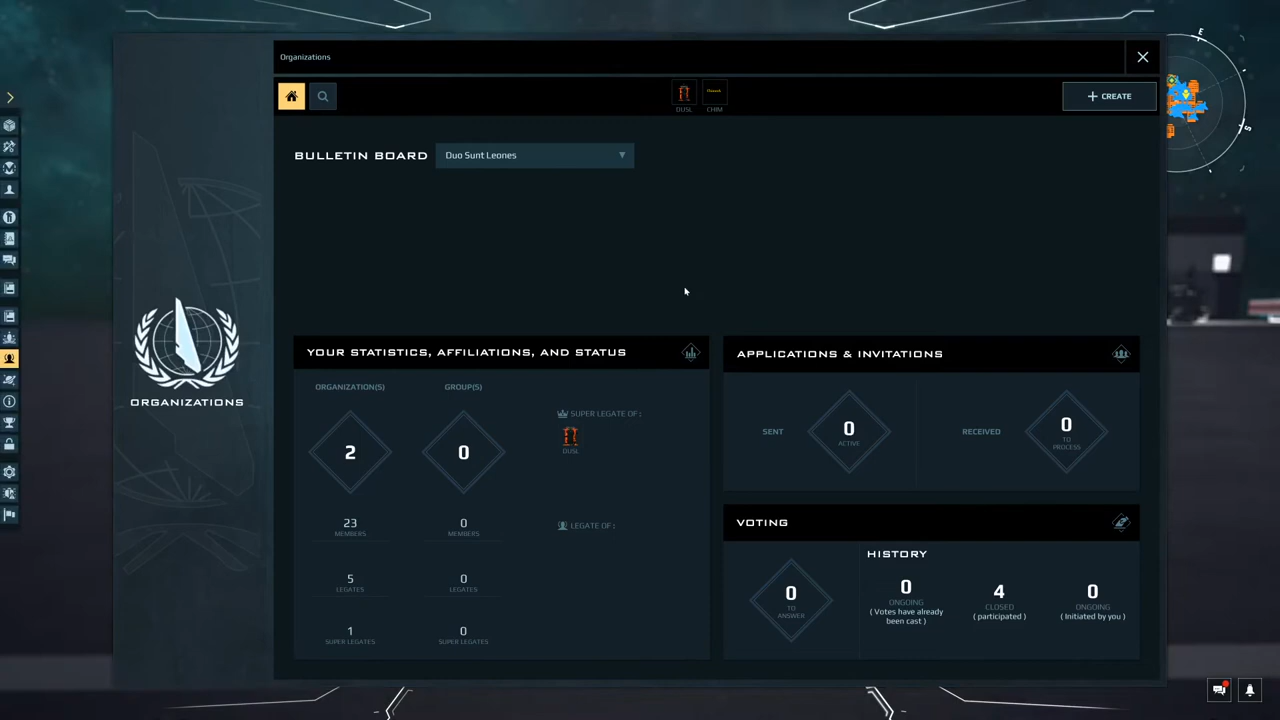 E
S
Organizations
DUSL
CHIM
CREATE
BULLETIN BOARD
Duo Sunt Leones
ORGANIZATIONS
YOUR STATISTICS, AFFILIATIONS, AND STATUS
ORGANIZATION(S)
GROUP(S)
2
0
SUPER LEGATE OF :
DUSL
23
MEMBERS
0
MEMBERS
LEGATE OF :
5
LEGATES
0
LEGATES
1
SUPER LEGATES
0
SUPER LEGATES
APPLICATIONS & INVITATIONS
SENT
0
ACTIVE
RECEIVED
0
TO
PROCESS
VOTING
0
TO
ANSWER
HISTORY
0
ONGOING
( Votes have already
been cast )
4
CLOSED
( participated )
0
ONGOING
( Initiated by you )